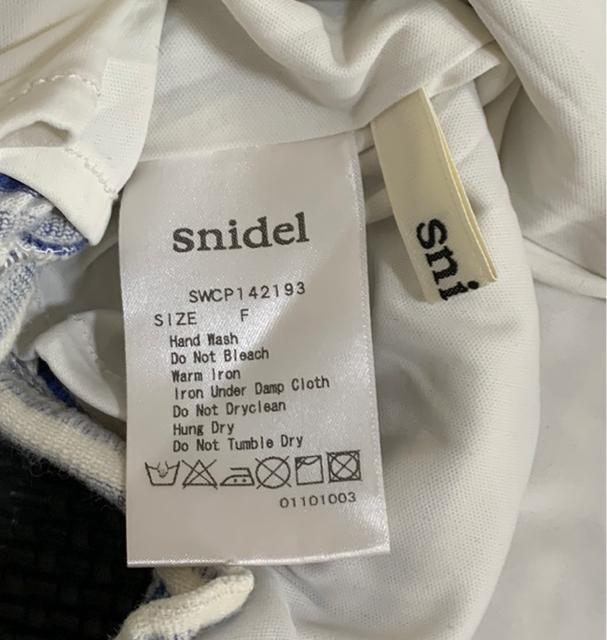 snidel
SWCP142193
SIZE F
Hand Wash
Do Not Bleach
Warm Iron
Iron Under Damp Cloth
Do Not Dryclean
Hung Dry
Do Not Tumble Dry
01101003
sni